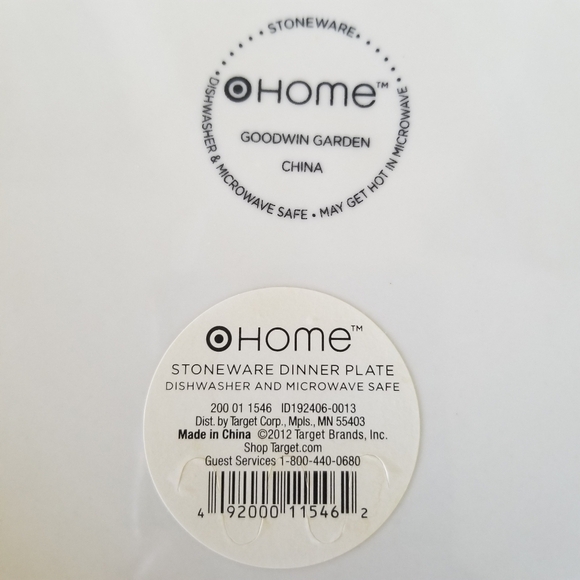 STONEWARE
HOME™
GOODWIN GARDEN
CHINA
DISHWASHER & MICROWAVE SAFE • MAY GET HOT IN MICROWAVE
HOME™
STONEWARE DINNER PLATE
DISHWASHER AND MICROWAVE SAFE
200 01 1546 ID192406-0013
Dist. by Target Corp., Mpls., MN 55403
Made in China ©2012 Target Brands, Inc.
Shop Target.com
Guest Services 1-800-440-0680
4 92000 11546 2